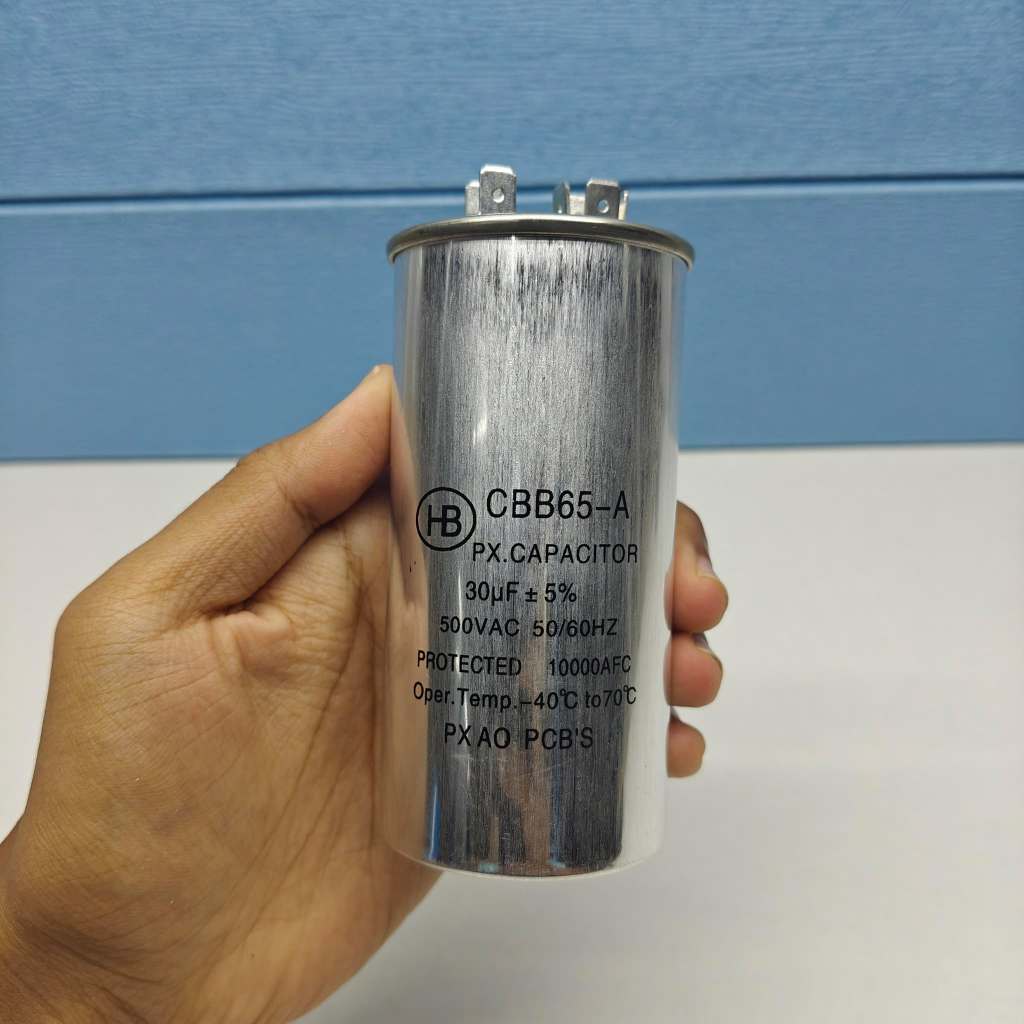 HB CBB65-A
PX.CAPACITOR
30μF ± 5%
500VAC 50/60HZ
PROTECTED 10000AFC
Oper.Temp.-40℃ to70℃
PX AO PCB'S